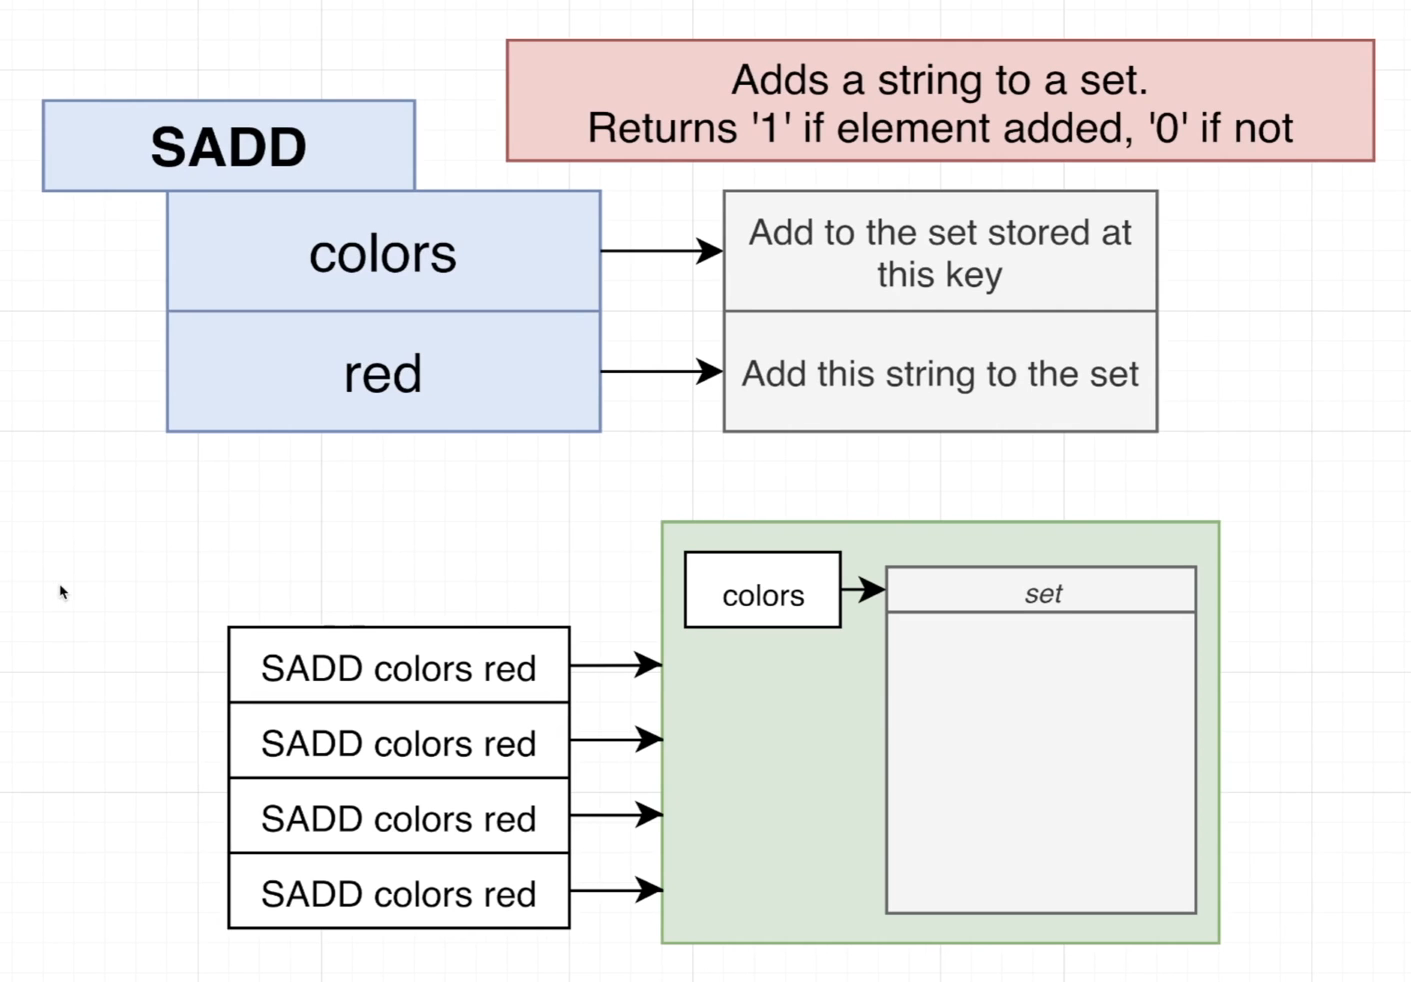 Adds a string to a set.
Returns '1' if element added, '0' if not
SADD
colors
Add to the set stored at
this key
red
Add this string to the set
colors
set
SADD colors red
SADD colors red
SADD colors red
SADD colors red